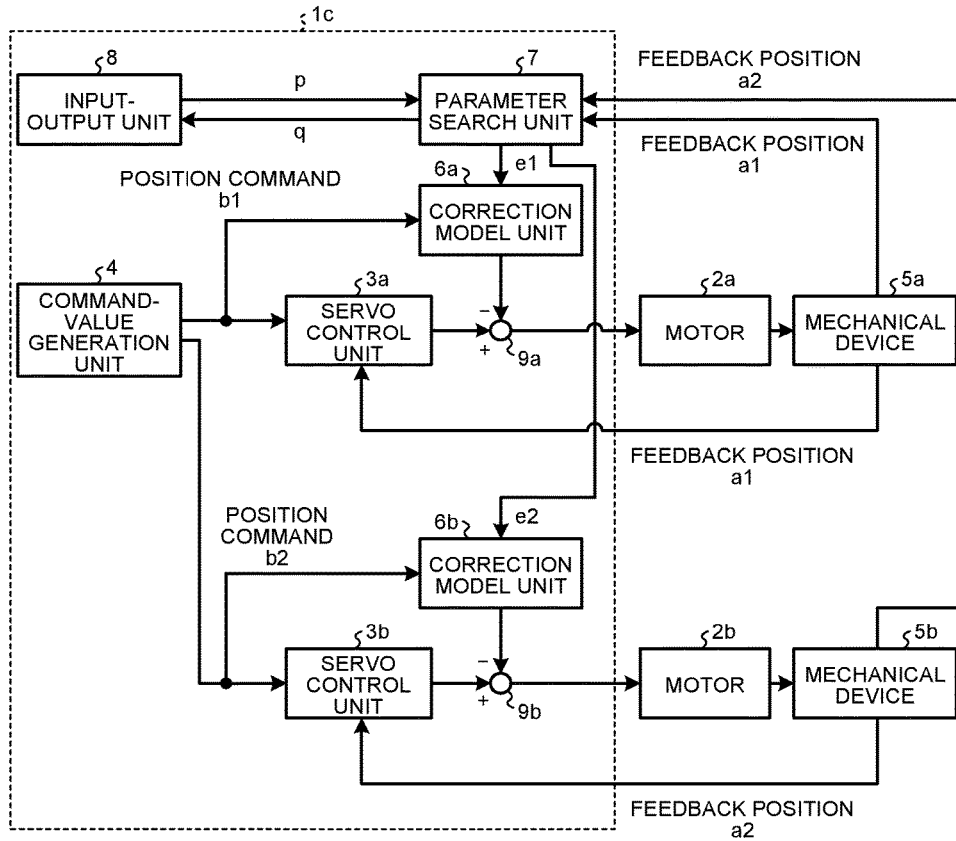 1c
8
INPUT-
OUTPUT UNIT
p
q
7
PARAMETER
SEARCH UNIT
FEEDBACK POSITION
a2
FEEDBACK POSITION
a1
e1
6a
CORRECTION
MODEL UNIT
POSITION COMMAND
b1
4
COMMAND-
VALUE
GENERATION
UNIT
3a
SERVO
CONTROL
UNIT
−
+
9a
2a
MOTOR
5a
MECHANICAL
DEVICE
FEEDBACK POSITION
a1
e2
6b
CORRECTION
MODEL UNIT
POSITION
COMMAND
b2
3b
SERVO
CONTROL
UNIT
−
+
9b
2b
MOTOR
5b
MECHANICAL
DEVICE
FEEDBACK POSITION
a2